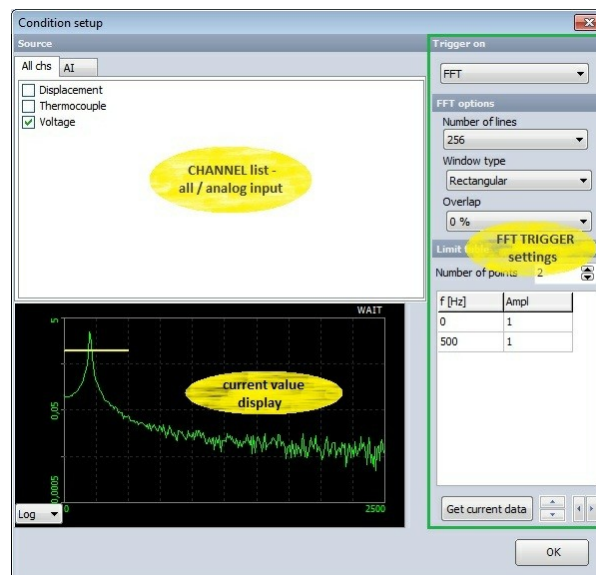 Condition setup
Source
All chs
AI
Displacement
Thermocouple
Voltage
CHANNEL list -
all / analog input
Trigger on
FFT
FFT options
Number of lines
256
Window type
Rectangular
Overlap
0 %
FFT TRIGGER
settings
Limit
Number of points
2
f [Hz] Ampl
0 1
500 1
WAIT
5
0,05
0,0005
current value
display
Log
0
2500
Get current data
OK